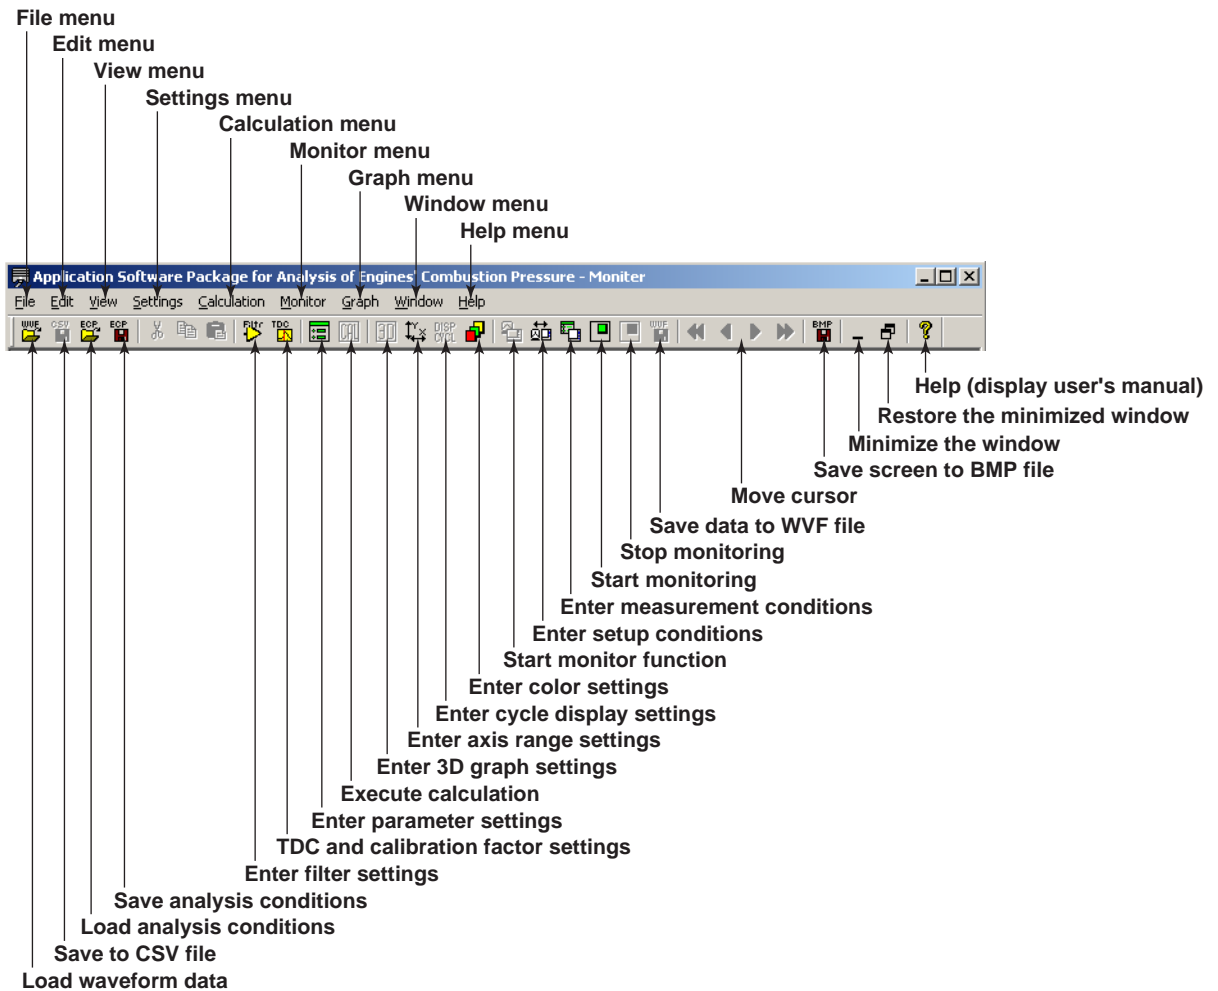 File menu
Edit menu
View menu
Settings menu
Calculation menu
Monitor menu
Graph menu
Window menu
Help menu
Application Software Package for Analysis of Engines' Combustion Pressure - Moniter
File Edit View Settings Calculation Monitor Graph Window Help
WVF CSV ECP ECP Filtr TDC CAL 3D Y X DISP CYCL WVF BMP ?
Help (display user's manual)
Restore the minimized window
Minimize the window
Save screen to BMP file
Move cursor
Save data to WVF file
Stop monitoring
Start monitoring
Enter measurement conditions
Enter setup conditions
Start monitor function
Enter color settings
Enter cycle display settings
Enter axis range settings
Enter 3D graph settings
Execute calculation
Enter parameter settings
TDC and calibration factor settings
Enter filter settings
Save analysis conditions
Load analysis conditions
Save to CSV file
Load waveform data